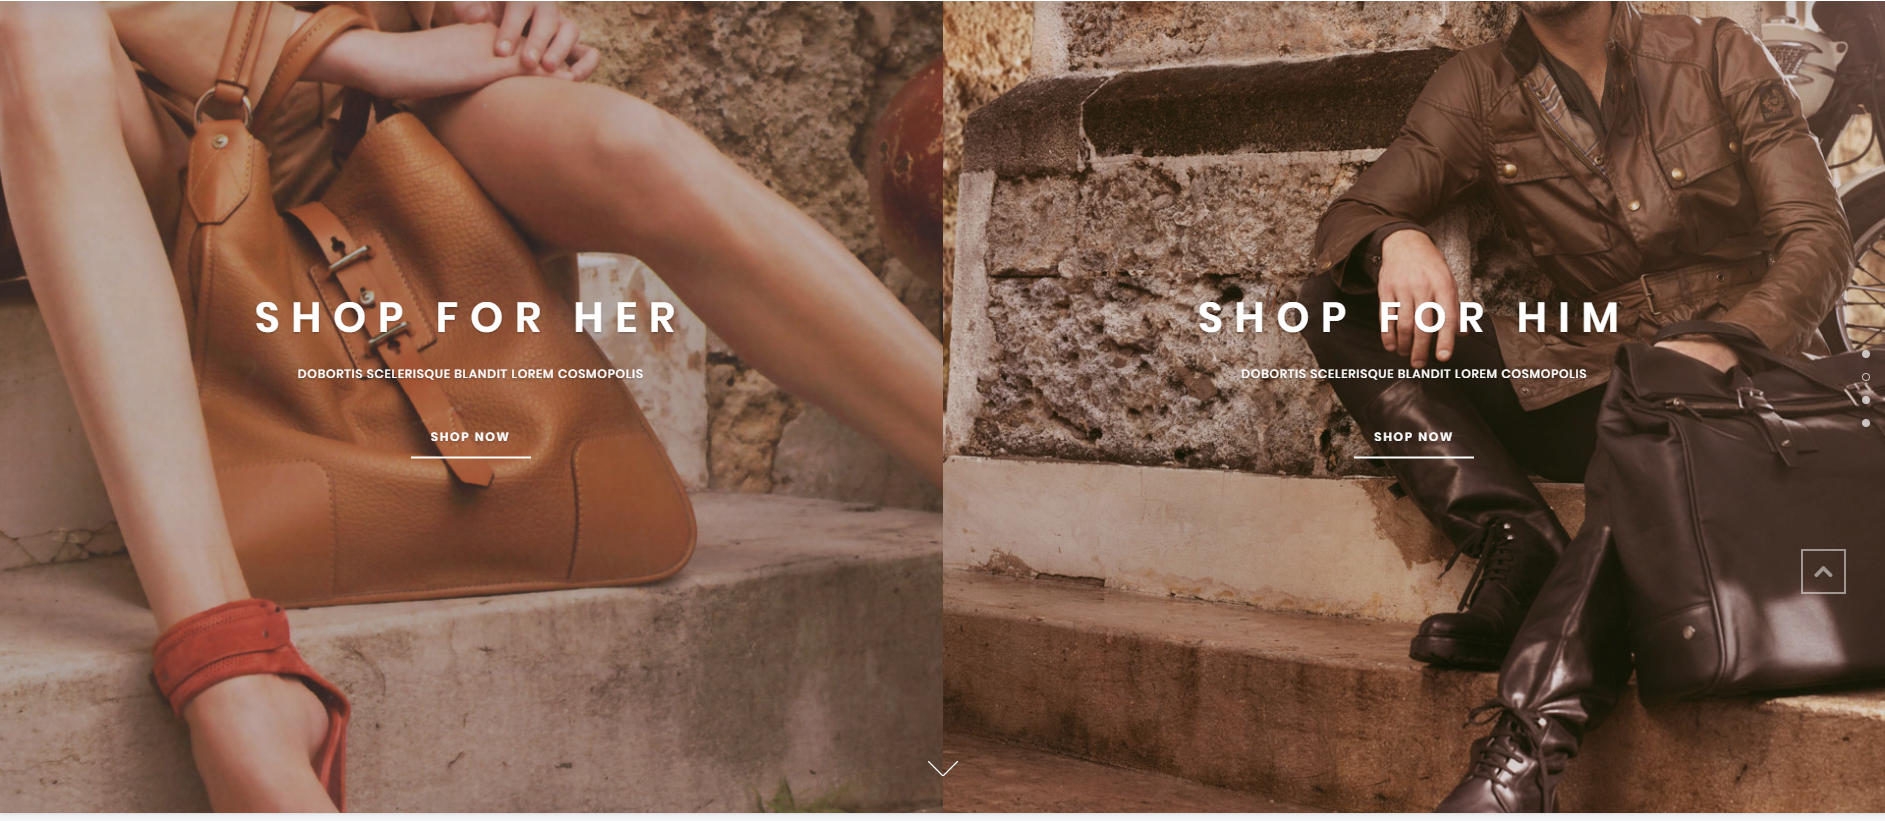 SHOP FOR HER
DOBORTIS SCELERISQUE BLANDIT LOREM COSMOPOLIS
SHOP NOW
SHOP FOR HIM
DOBORTIS SCELERISQUE BLANDIT LOREM COSMOPOLIS
SHOP NOW